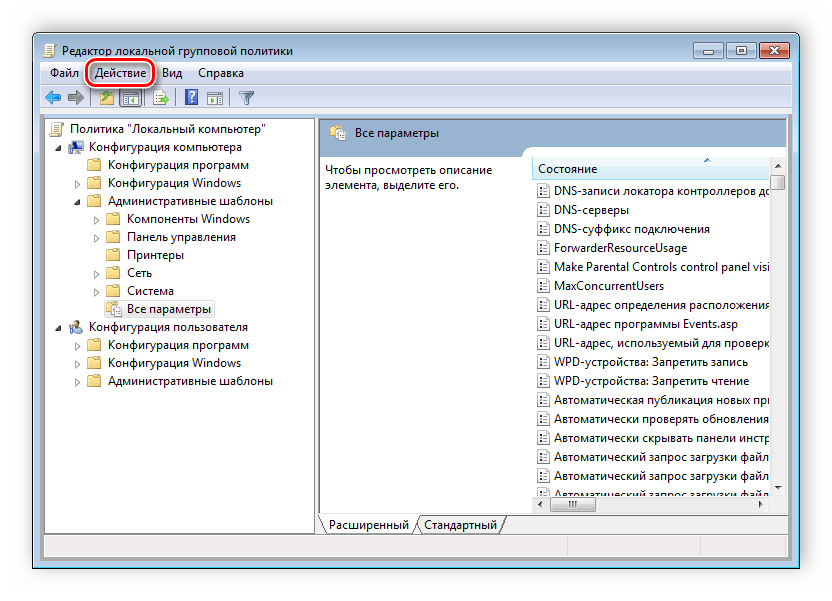 Редактор локальной групповой политики
Файл Действие Вид Справка
Политика "Локальный компьютер"
Конфигурация компьютера
Конфигурация программ
Конфигурация Windows
Административные шаблоны
Компоненты Windows
Панель управления
Принтеры
Сеть
Система
Все параметры
Конфигурация пользователя
Конфигурация программ
Конфигурация Windows
Административные шаблоны
Все параметры
Чтобы просмотреть описание
элемента, выделите его.
Состояние
DNS-записи локатора контроллеров до
DNS-серверы
DNS-суффикс подключения
ForwarderResourceUsage
Make Parental Controls control panel visi
MaxConcurrentUsers
URL-адрес определения расположения
URL-адрес программы Events.asp
URL-адрес, используемый для проверк
WPD-устройства: Запретить запись
WPD-устройства: Запретить чтение
Автоматическая публикация новых при
Автоматически проверять обновления
Автоматически скрывать панели инстр
Автоматический запрос загрузки файл
Автоматический запрос загрузки файл
Автоматический запрос загрузки файл
Расширенный Стандартный